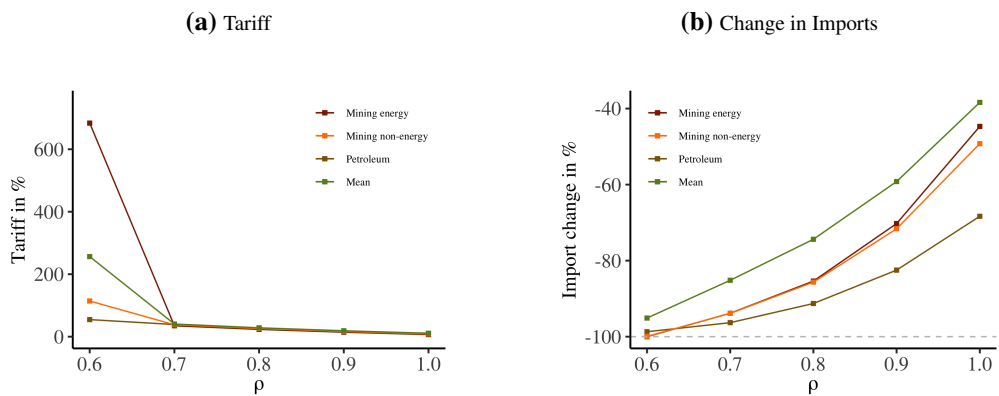 (a) Tariff
Tariff in %
600
400
200
0
Mining energy
Mining non-energy
Petroleum
Mean
0.6 0.7 0.8 0.9 1.0
ρ
(b) Change in Imports
Import change in %
-40
-60
-80
-100
Mining energy
Mining non-energy
Petroleum
Mean
0.6 0.7 0.8 0.9 1.0
ρ